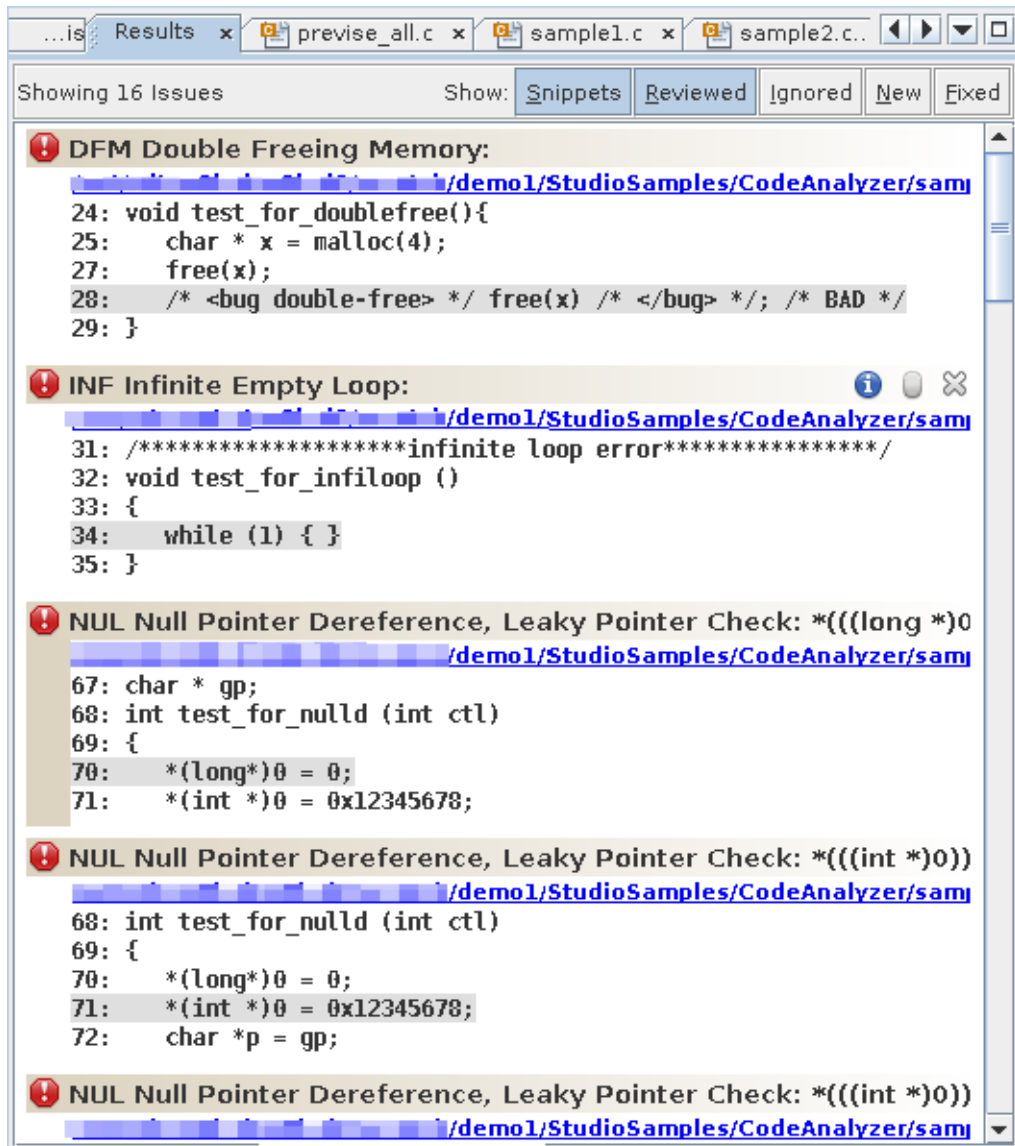 ...is Results x previse_all.c x sample1.c x sample2.c..
Showing 16 Issues Show: Snippets Reviewed Ignored New Fixed
DFM Double Freeing Memory:
/demo1/StudioSamples/CodeAnalyzer/samp
24: void test_for_doublefree(){
25:    char * x = malloc(4);
27:    free(x);
28:    /* <bug double-free> */ free(x) /* </bug> */; /* BAD */
29: }
INF Infinite Empty Loop:
/demo1/StudioSamples/CodeAnalyzer/samp
31: /********************infinite loop error****************/
32: void test_for_infiloop ()
33: {
34:    while (1) { }
35: }
NUL Null Pointer Dereference, Leaky Pointer Check: *(((long *)0
/demo1/StudioSamples/CodeAnalyzer/samp
67: char * gp;
68: int test_for_nulld (int ctl)
69: {
70:    *(long*)0 = 0;
71:    *(int *)0 = 0x12345678;
NUL Null Pointer Dereference, Leaky Pointer Check: *(((int *)0))
/demo1/StudioSamples/CodeAnalyzer/samp
68: int test_for_nulld (int ctl)
69: {
70:    *(long*)0 = 0;
71:    *(int *)0 = 0x12345678;
72:    char *p = gp;
NUL Null Pointer Dereference, Leaky Pointer Check: *(((int *)0))
/demo1/StudioSamples/CodeAnalyzer/samp